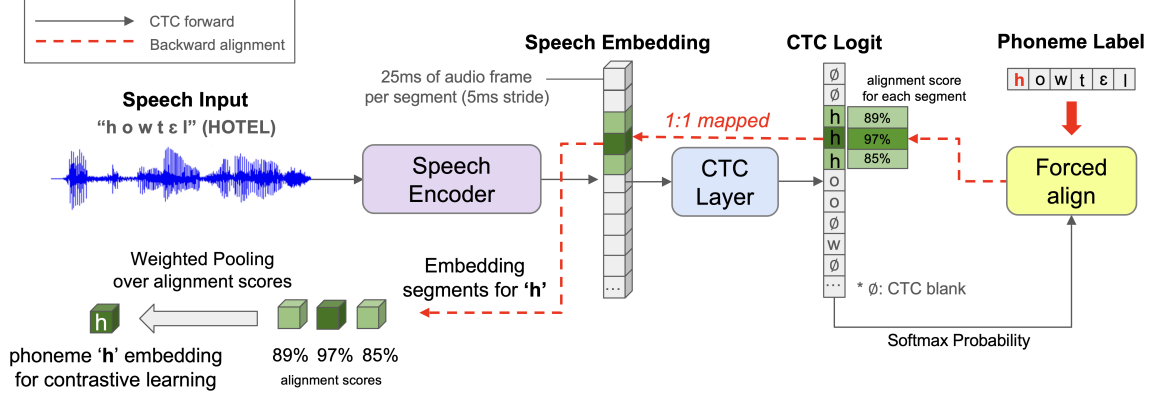 CTC forward
Backward alignment
Speech Embedding
CTC Logit
Phoneme Label
25ms of audio frame
per segment (5ms stride)
alignment score
for each segment
h o w t ɛ l
Speech Input
“h o w t ɛ l” (HOTEL)
Ø
Ø
h 89%
h 97%
h 85%
o
o
Ø
w
Ø
...
1:1 mapped
Speech
Encoder
CTC
Layer
Forced
align
...
* Ø: CTC blank
Softmax Probability
Embedding
segments for ‘h’
Weighted Pooling
over alignment scores
h
89% 97% 85%
alignment scores
phoneme ‘h’ embedding
for contrastive learning